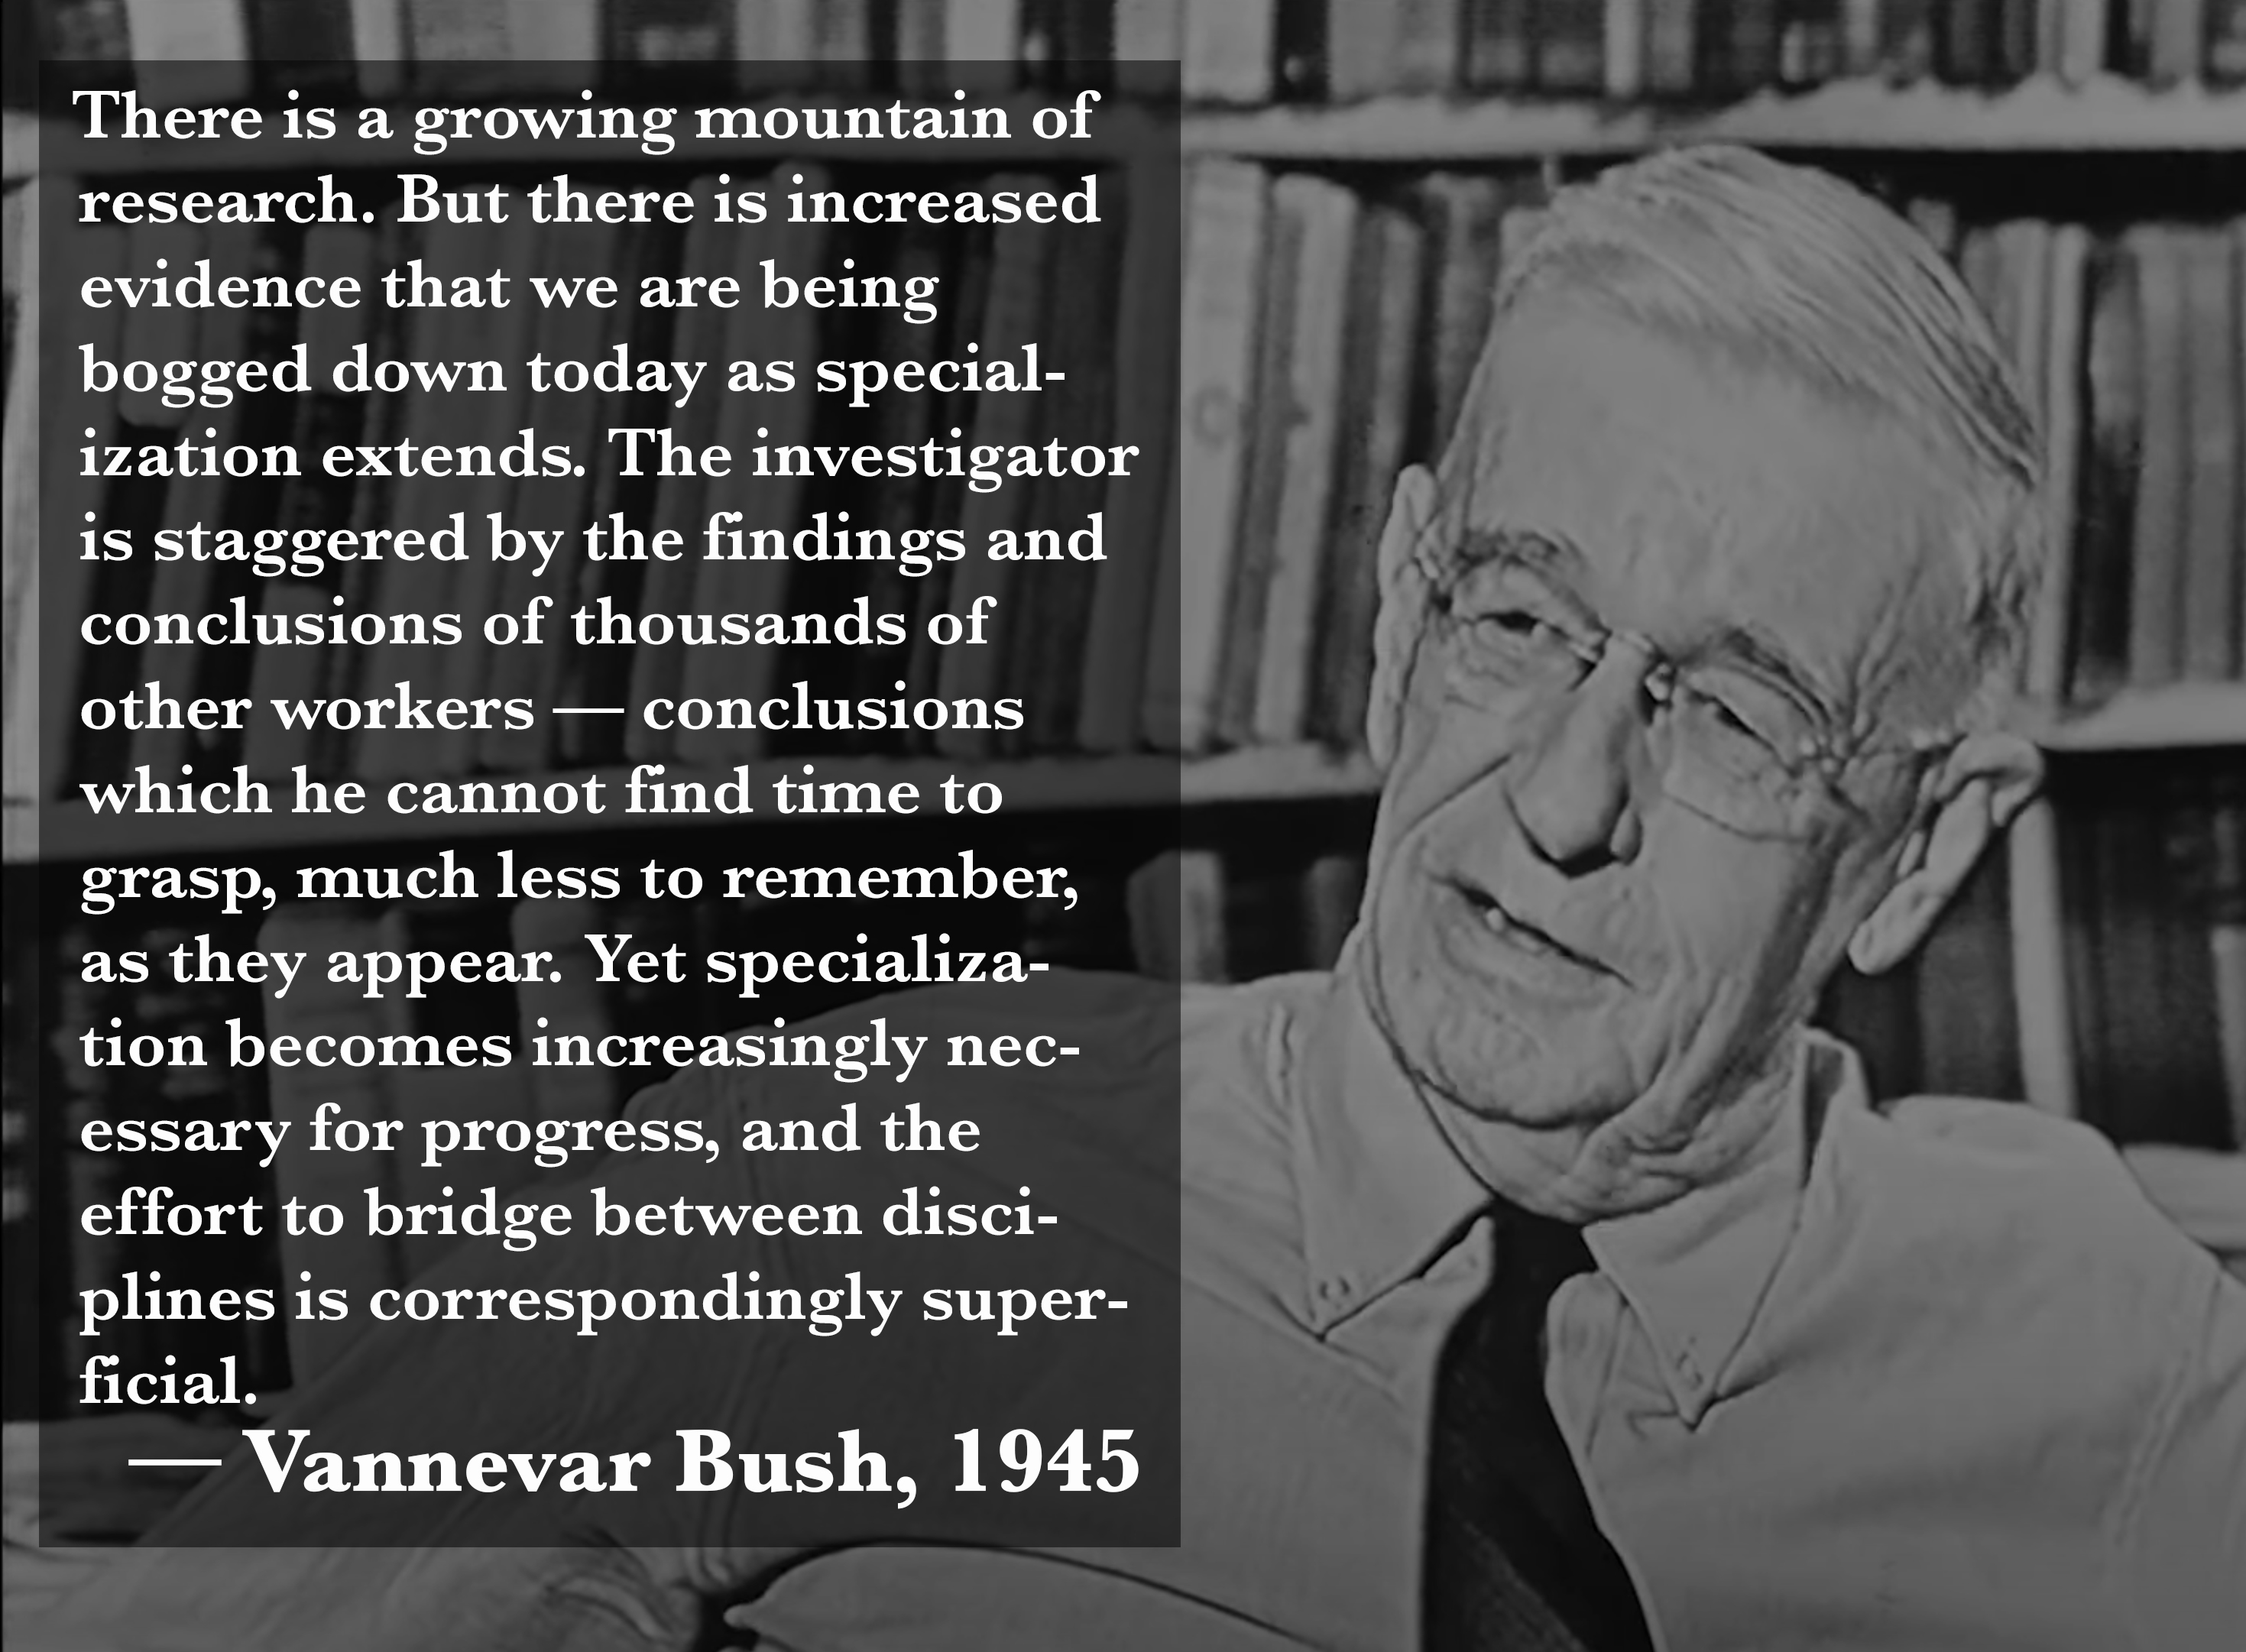 There is a growing mountain of
research. But there is increased
evidence that we are being
bogged down today as special-
ization extends. The investigator
is staggered by the findings and
conclusions of thousands of
other workers — conclusions
which he cannot find time to
grasp, much less to remember,
as they appear. Yet specializa-
tion becomes increasingly nec-
essary for progress, and the
effort to bridge between disci-
plines is correspondingly super-
ficial.
— Vannevar Bush, 1945